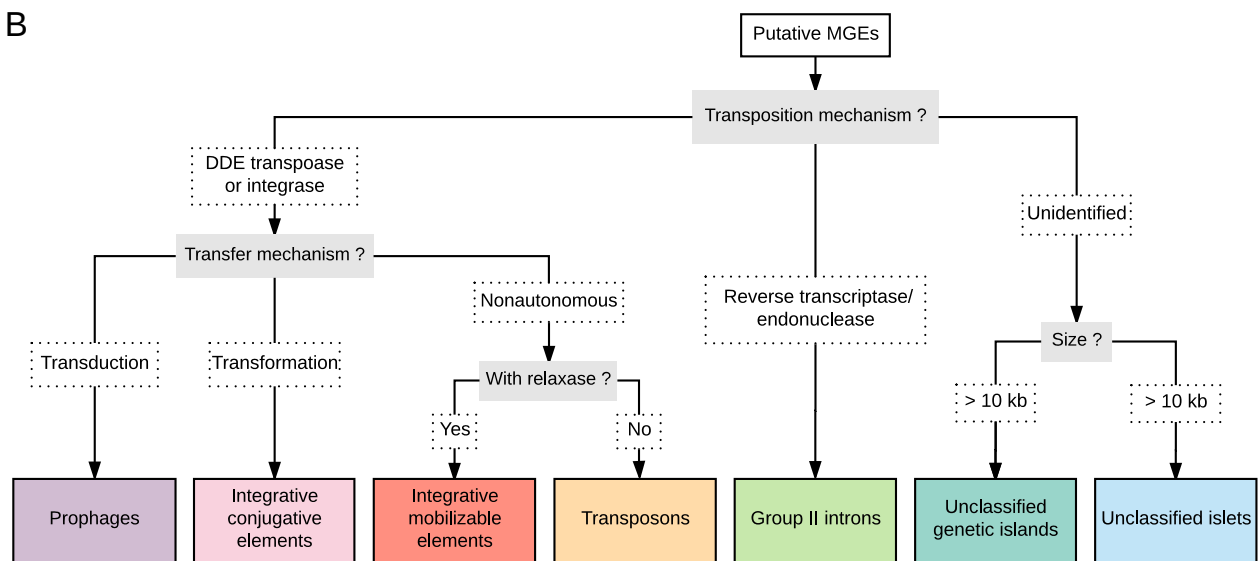 B
Putative MGEs
Transposition mechanism ?
DDE transpoase
or integrase
Unidentified
Transfer mechanism ?
Nonautonomous
Reverse transcriptase/
endonuclease
Size ?
Transduction
Transformation
With relaxase ?
> 10 kb
> 10 kb
Yes
No
Prophages
Integrative
conjugative
elements
Integrative
mobilizable
elements
Transposons
Group II introns
Unclassified
genetic islands
Unclassified islets